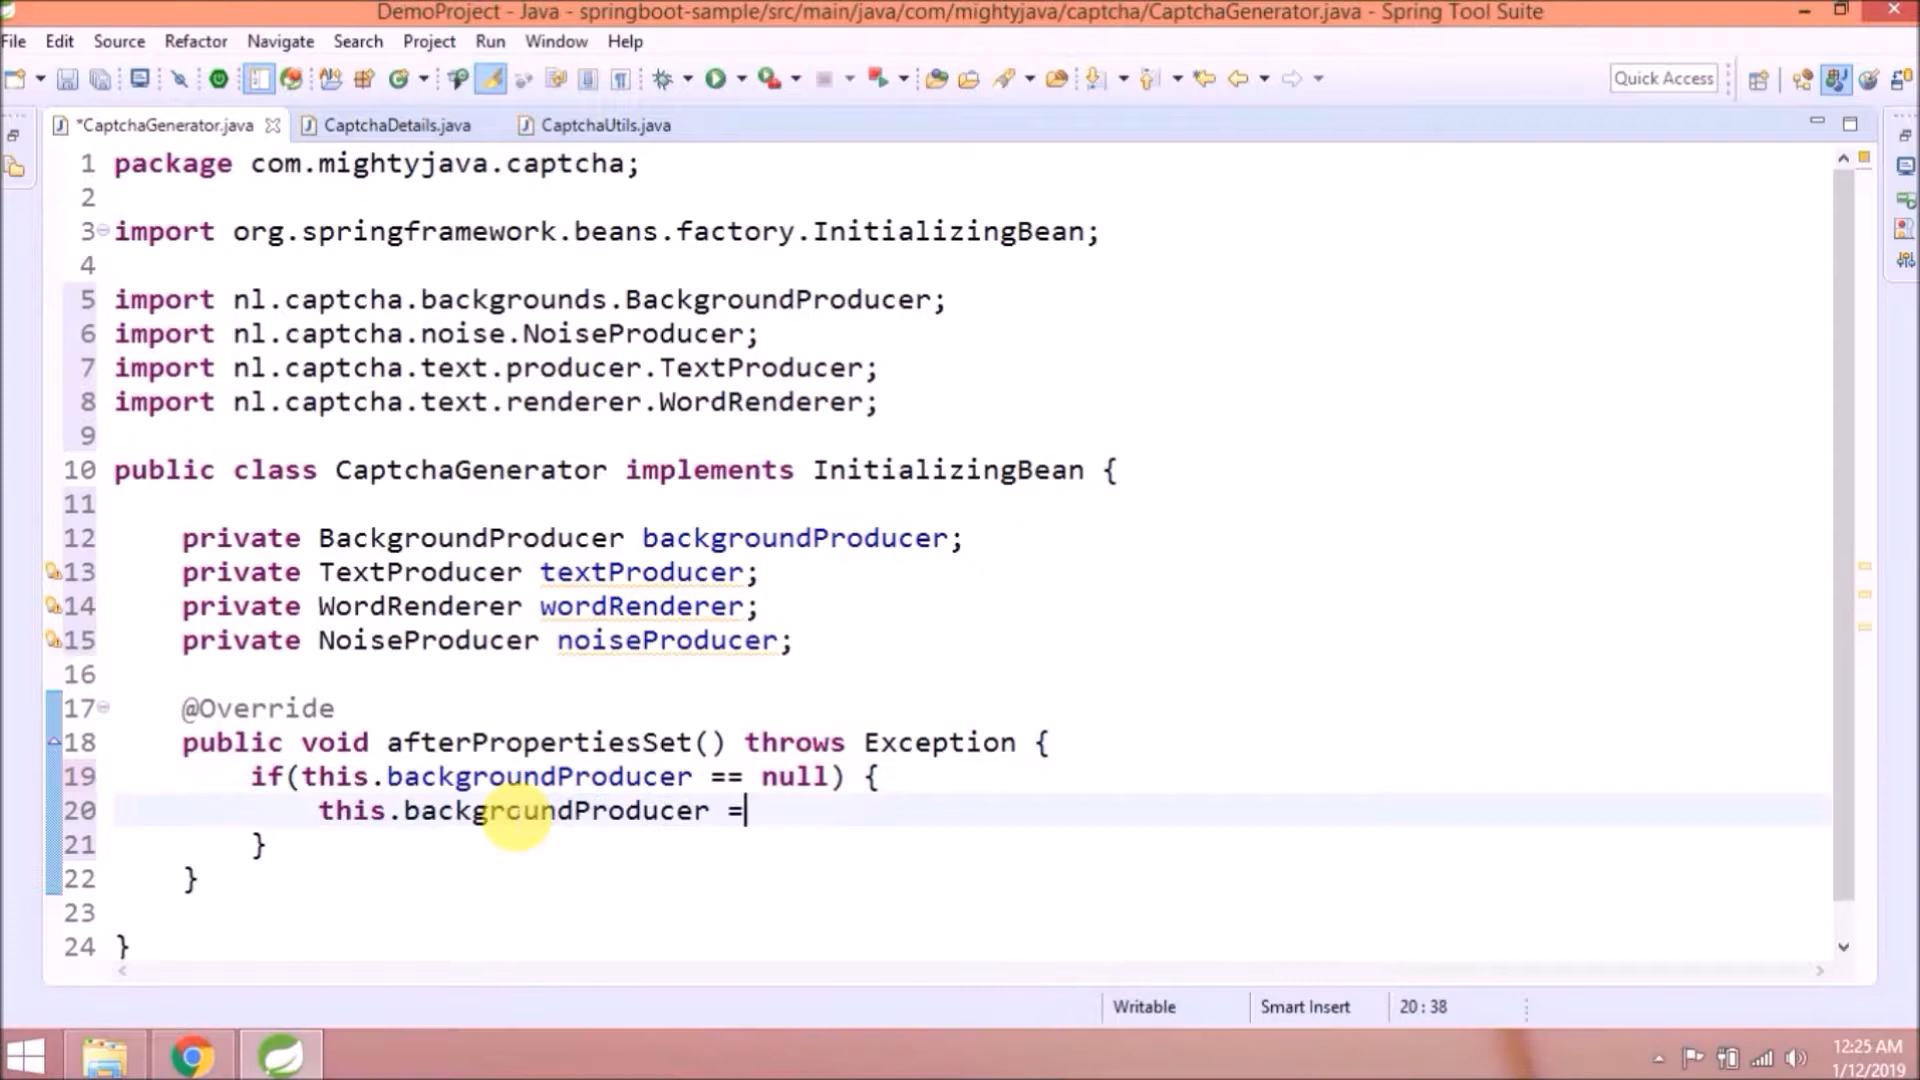 DemoProject - Java - springboot-sample/src/main/java/com/mightyjava/captcha/CaptchaGenerator.java - Spring Tool Suite
File Edit Source Refactor Navigate Search Project Run Window Help
Quick Access
*CaptchaGenerator.java CaptchaDetails.java CaptchaUtils.java
1 package com.mightyjava.captcha;
2
3 import org.springframework.beans.factory.InitializingBean;
4
5 import nl.captcha.backgrounds.BackgroundProducer;
6 import nl.captcha.noise.NoiseProducer;
7 import nl.captcha.text.producer.TextProducer;
8 import nl.captcha.text.renderer.WordRenderer;
9
10 public class CaptchaGenerator implements InitializingBean {
11
12 private BackgroundProducer backgroundProducer;
13 private TextProducer textProducer;
14 private WordRenderer wordRenderer;
15 private NoiseProducer noiseProducer;
16
17 @Override
18 public void afterPropertiesSet() throws Exception {
19 if(this.backgroundProducer == null) {
20 this.backgroundProducer =
21 }
22 }
23
24 }
Writable Smart Insert 20 : 38
12:25 AM
1/12/2019